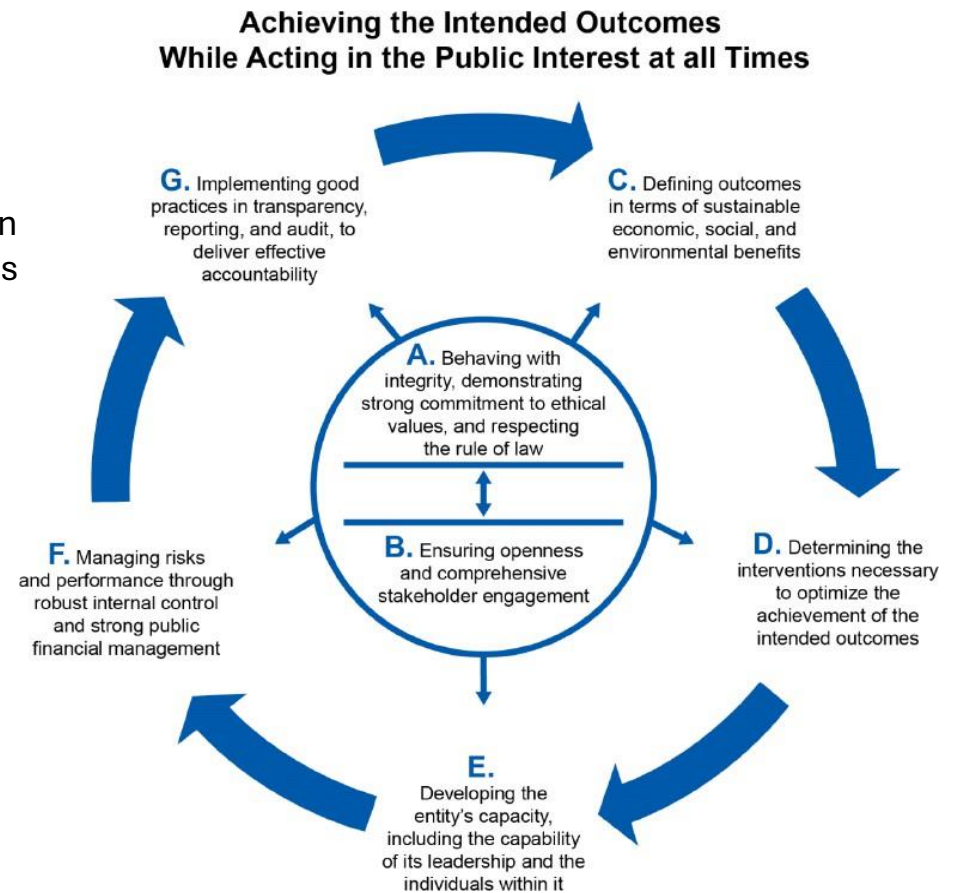 Achieving the Intended Outcomes
While Acting in the Public Interest at all Times
G. Implementing good
practices in transparency,
reporting, and audit, to
deliver effective
accountability
C. Defining outcomes
in terms of sustainable
economic, social, and
environmental benefits
n
s
A. Behaving with
integrity, demonstrating
strong commitment to ethical
values, and respecting
the rule of law
B. Ensuring openness
and comprehensive
stakeholder engagement
D. Determining the
interventions necessary
to optimize the
achievement of the
intended outcomes
E.
Developing the
entity's capacity,
including the capability
of its leadership and the
individuals within it
F. Managing risks
and performance through
robust internal control
and strong public
financial management